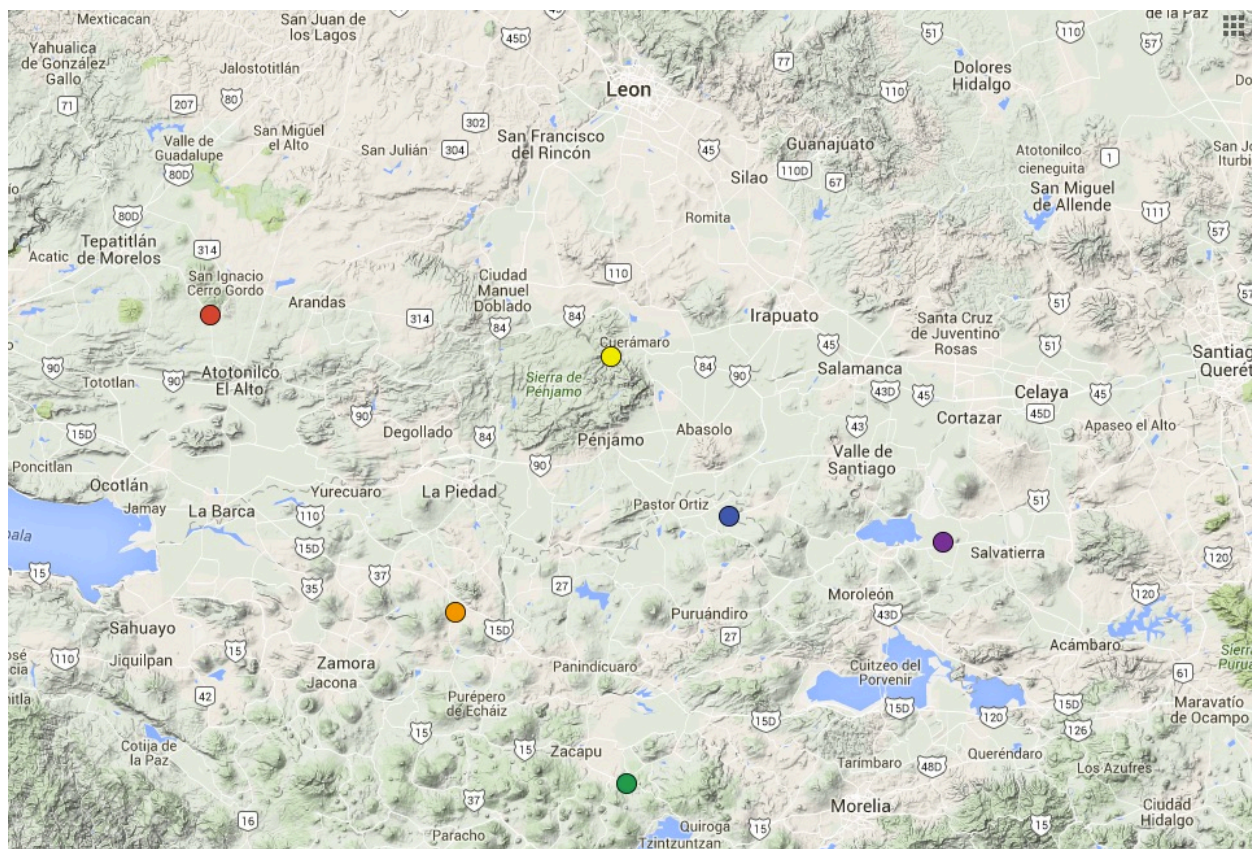 Mexticacan
San Juan de
los Lagos
de la Paz
Yahualica
de González
Gallo
45D
51
110
57
Jalostotitlán
77
Dolores
Hidalgo
Leon
71
207
80
110
302
San Miguel
el Alto
San Francisco
del Rincón
Valle de
Guadalupe
304
San Julián
45
Guanajuato
Atotonilco
cieneguita
1
80D
Silao
110D
67
San Miguel
de Allende
80D
Romita
111
57
Tepatitlán
de Morelos
Acatic
314
San Ignacio
Cerro Gordo
Ciudad
Manuel
Doblado
110
Arandas
314
84
84
Irapuato
51
57
Santa Cruz
de Juventino
Rosas
Cuerámaro
45
51
90
90
Tototlan
Atotonilco
El Alto
Sierra de
Pénjamo
84
90
Salamanca
43D
45
Celaya
45
45D
90
Degollado
84
Pénjamo
Abasolo
43
Cortazar
Apaseo el Alto
15D
Valle de
Santiago
Poncitlán
90
Ocotlán
Jamay
La Barca
Yurecuaro
La Piedad
110
Pastor Ortiz
51
15D
Salvatierra
120
15
35
37
27
Moroleón
43D
120
Sahuayo
15D
Puruándiro
27
Acámbaro
110
Jiquilpan
15
Zamora
Jacona
Panindicuaro
Cuitzeo del
Porvenir
61
42
Purépero
de Echáiz
15D
15D
120
15D
126
Maravatío
de Ocampo
Cotija de
la Paz
15
15
Zacapu
Tarímbaro
48D
Queréndaro
Los Azufres
16
37
Paracho
Quiroga
Tzintzuntzan
15
Morelia
15
Ciudad
Hidalgo